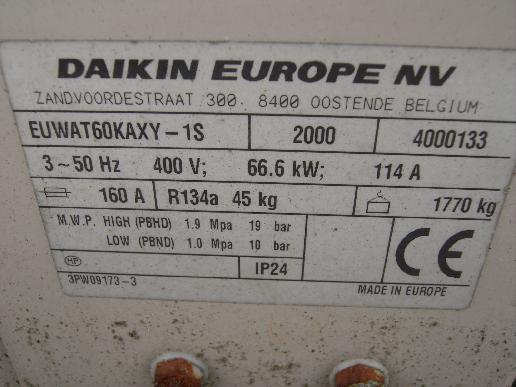 DAIKIN EUROPE NV
ZANDVOORDESTRAAT 300. 8400 OOSTENDE BELGIUM
EUWAT60KAXY-1S 2000 4000133
3~50 Hz 400 V; 66.6 kW; 114 A
160 A R134a 45 kg 1770 kg
M.W.P. HIGH (PBHD) 1.9 Mpa 19 bar
LOW (PBND) 1.0 Mpa 10 bar
CE
HP IP24
3PW09173-3 MADE IN EUROPE